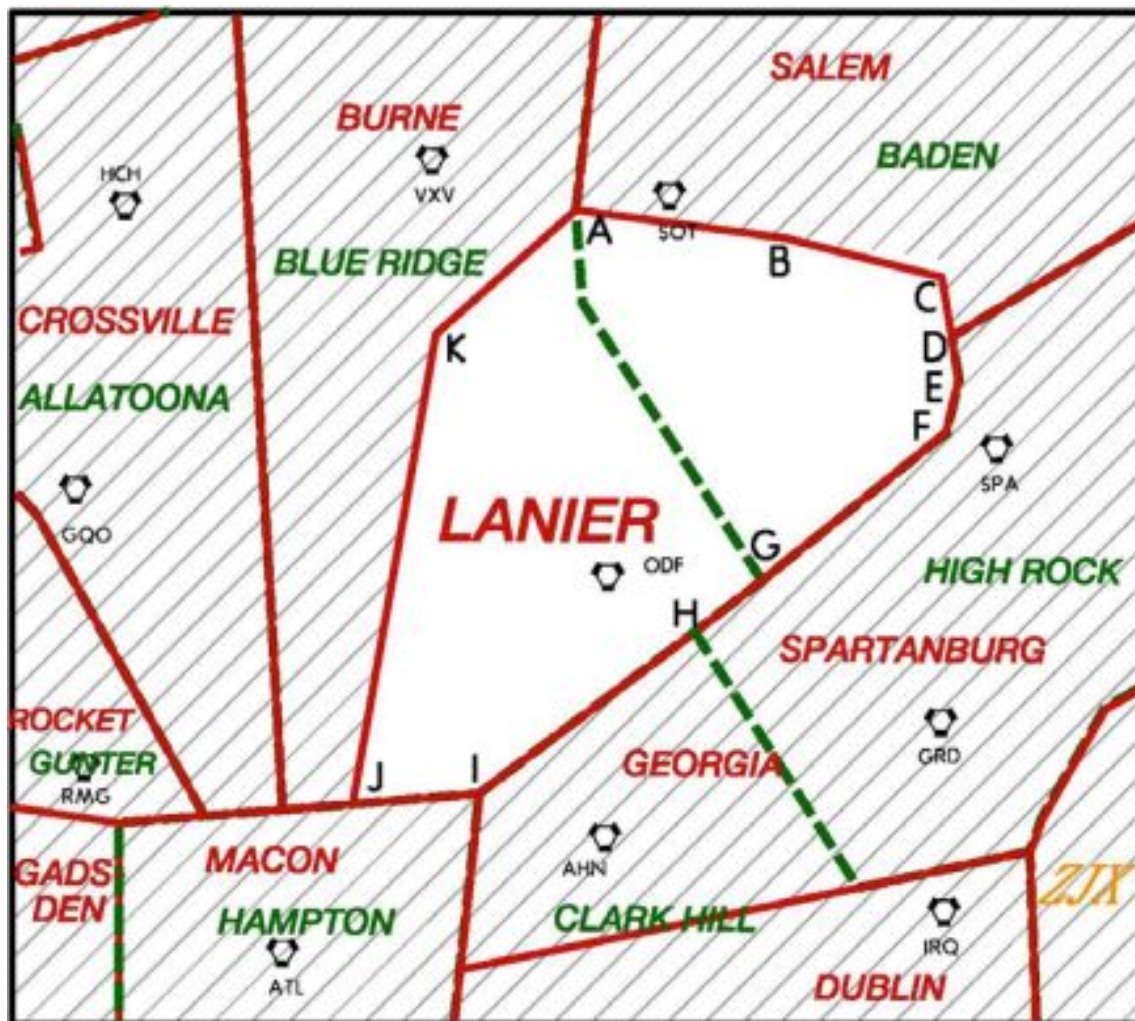 SALEM
BURNE
BADEN
HCH
VXV
SOT
A
B
BLUE RIDGE
C
CROSSVILLE
K
D
E
ALLATOONA
F
SPA
LANIER
GQO
G
ODF
HIGH ROCK
H
SPARTANBURG
ROCKET
GUNTER
GEORGIA
GRD
J
I
RMG
MACON
AHN
GADS
DEN
HAMPTON
CLARK HILL
ZJX
IRQ
ATL
DUBLIN